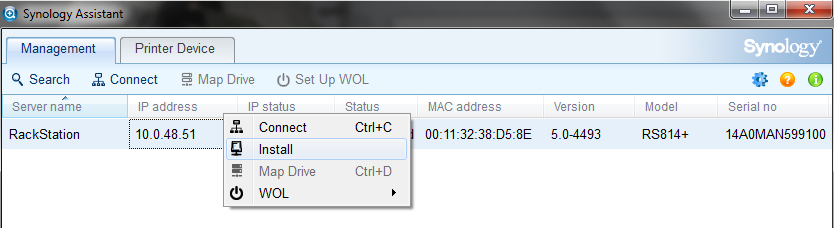 Synology Assistant
Management Printer Device Synology
Search Connect Map Drive Set Up WOL
Server name IP address IP status Status MAC address Version Model Serial no
RackStation 10.0.48.51 d 00:11:32:38:D5:8E 5.0-4493 RS814+ 14A0MAN599100
Connect Ctrl+C
Install
Map Drive Ctrl+D
WOL